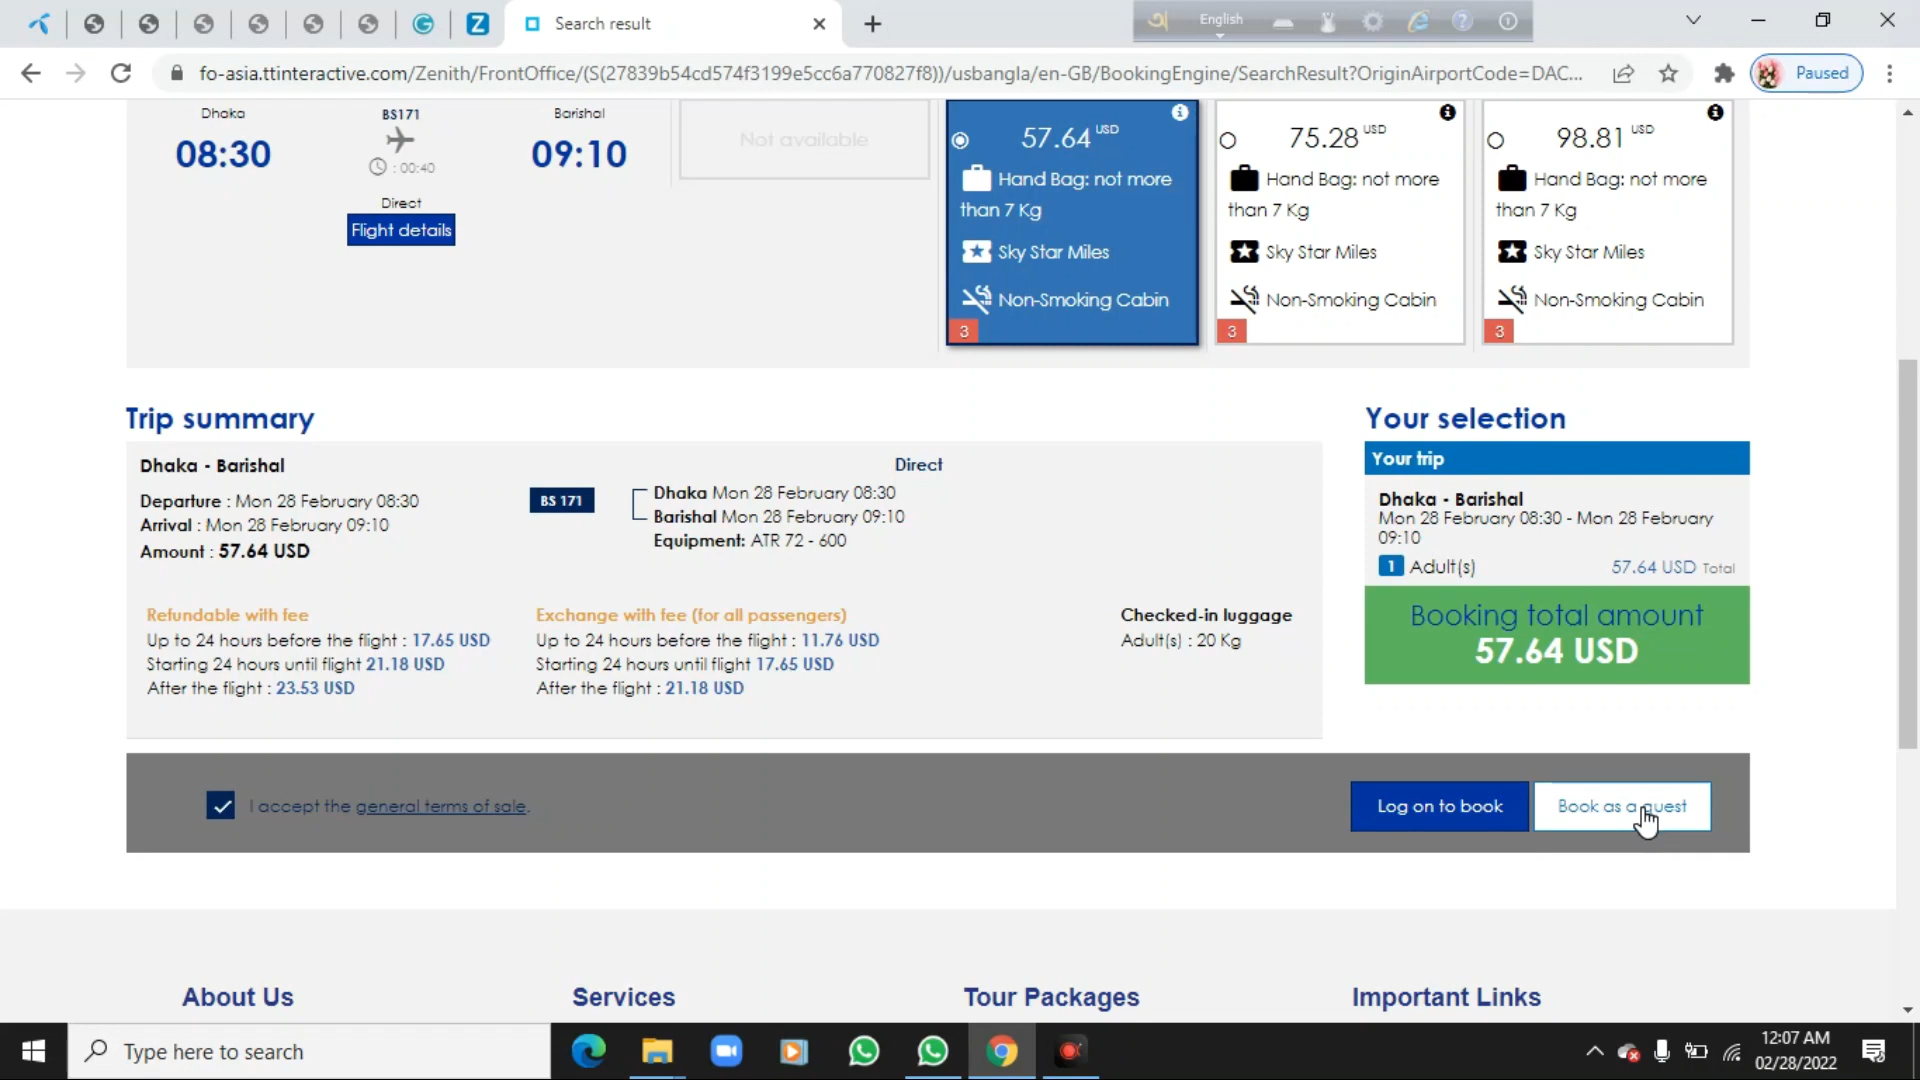 Search result
English
fo-asia.ttinteractive.com/Zenith/FrontOffice/(S(27839b54cd574f3199e5cc6a770827f8))/usbangla/en-GB/BookingEngine/SearchResult?OriginAirportCode=DAC...
Paused
Dhaka
BS171
Barishal
08:30
09:10
: 00:40
Direct
Flight details
Not available
57.64 USD
Hand Bag: not more
than 7 Kg
Sky Star Miles
Non-Smoking Cabin
3
75.28 USD
Hand Bag: not more
than 7 Kg
Sky Star Miles
Non-Smoking Cabin
3
98.81 USD
Hand Bag: not more
than 7 Kg
Sky Star Miles
Non-Smoking Cabin
3
Trip summary
Dhaka - Barishal
Departure : Mon 28 February 08:30
Arrival : Mon 28 February 09:10
Amount : 57.64 USD
BS 171
Direct
Dhaka Mon 28 February 08:30
Barishal Mon 28 February 09:10
Equipment: ATR 72 - 600
Refundable with fee
Up to 24 hours before the flight : 17.65 USD
Starting 24 hours until flight 21.18 USD
After the flight : 23.53 USD
Exchange with fee (for all passengers)
Up to 24 hours before the flight : 11.76 USD
Starting 24 hours until flight 17.65 USD
After the flight : 21.18 USD
Checked-in luggage
Adult(s) : 20 Kg
Your selection
Your trip
Dhaka - Barishal
Mon 28 February 08:30 - Mon 28 February
09:10
1 Adult(s)
57.64 USD Total
Booking total amount
57.64 USD
I accept the general terms of sale.
Log on to book
Book as a guest
About Us
Services
Tour Packages
Important Links
Type here to search
12:07 AM
02/28/2022